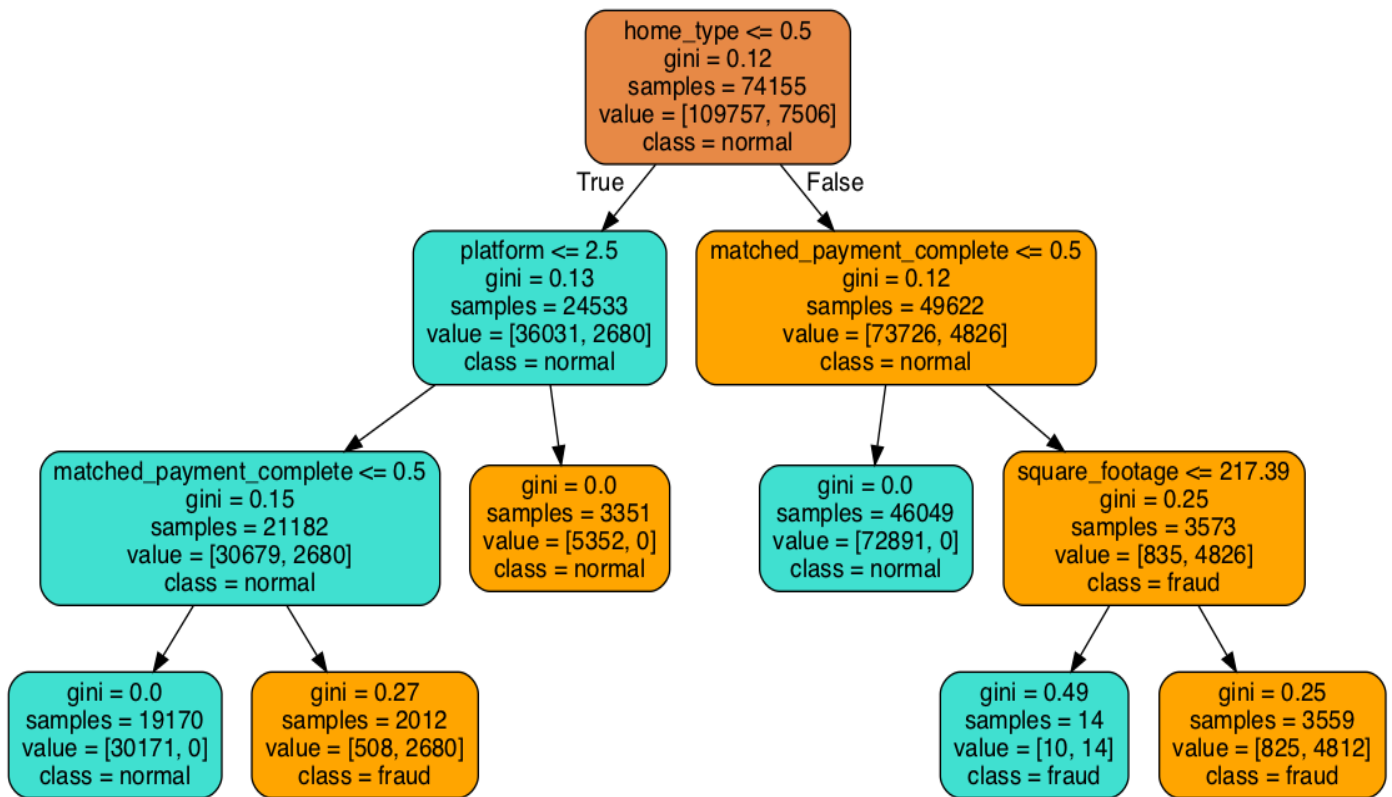 home_type <= 0.5
gini = 0.12
samples = 74155
value = [109757, 7506]
class = normal
True
False
platform <= 2.5
gini = 0.13
samples = 24533
value = [36031, 2680]
class = normal
matched_payment_complete <= 0.5
gini = 0.12
samples = 49622
value = [73726, 4826]
class = normal
matched_payment_complete <= 0.5
gini = 0.15
samples = 21182
value = [30679, 2680]
class = normal
gini = 0.0
samples = 3351
value = [5352, 0]
class = normal
gini = 0.0
samples = 46049
value = [72891, 0]
class = normal
square_footage <= 217.39
gini = 0.25
samples = 3573
value = [835, 4826]
class = fraud
gini = 0.0
samples = 19170
value = [30171, 0]
class = normal
gini = 0.27
samples = 2012
value = [508, 2680]
class = fraud
gini = 0.49
samples = 14
value = [10, 14]
class = fraud
gini = 0.25
samples = 3559
value = [825, 4812]
class = fraud